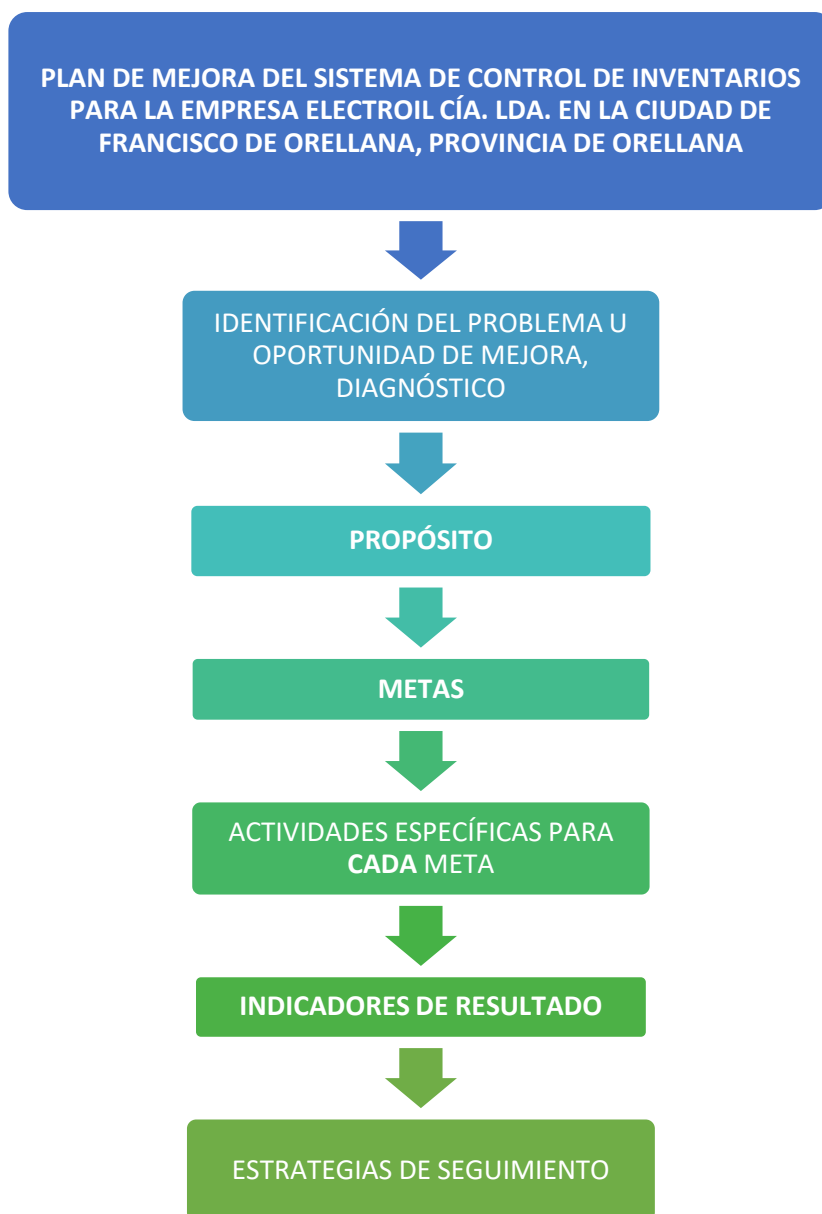 PLAN DE MEJORA DEL SISTEMA DE CONTROL DE INVENTARIOS
PARA LA EMPRESA ELECTROIL CÍA. LDA. EN LA CIUDAD DE
FRANCISCO DE ORELLANA, PROVINCIA DE ORELLANA
IDENTIFICACIÓN DEL PROBLEMA U
OPORTUNIDAD DE MEJORA,
DIAGNÓSTICO
PROPÓSITO
METAS
ACTIVIDADES ESPECÍFICAS PARA
CADA META
INDICADORES DE RESULTADO
ESTRATEGIAS DE SEGUIMIENTO